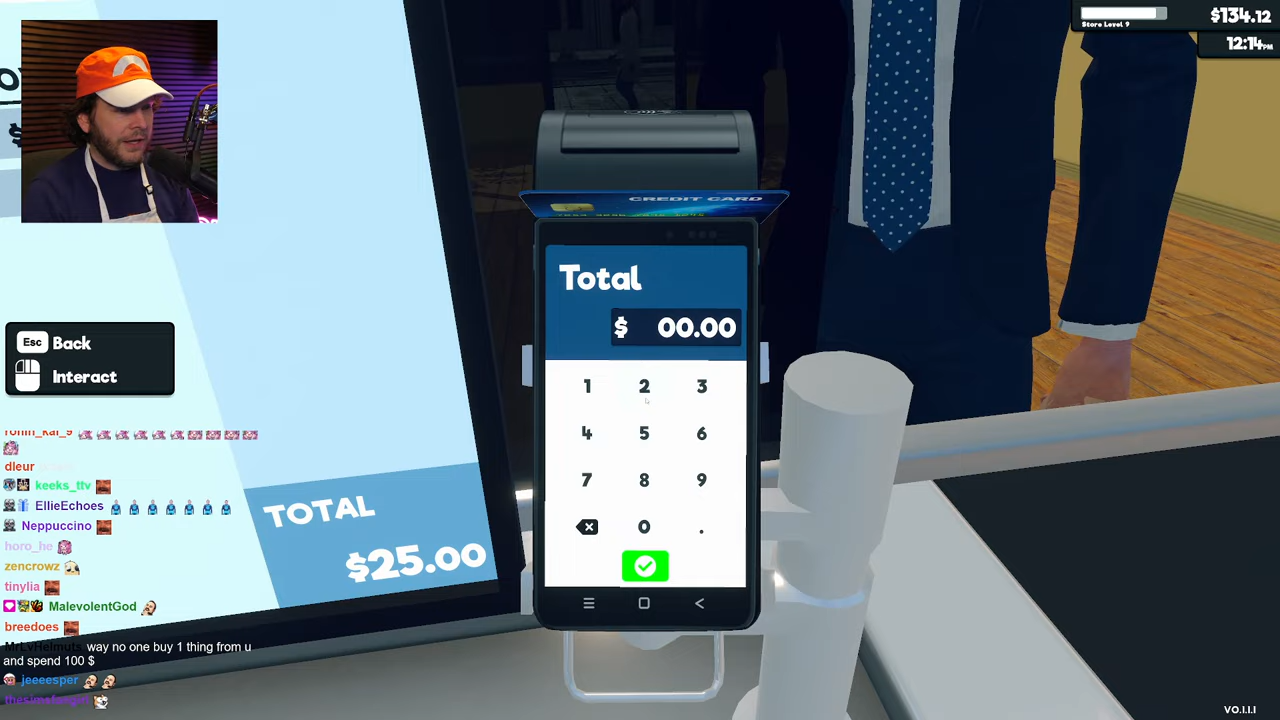 $134.12
Store Level 9
12:14PM
CREDIT CARD
Total
$ 00.00
1 2 3
4 5 6
7 8 9
0 .
Esc Back
Interact
TOTAL
$25.00
dleur
keeks_ttv
EllieEchoes
Neppuccino
horo_he
zencrowz
tinylia
MalevolentGod
breedoes
MrLvHelmuts way no one buy 1 thing from u
and spend 100 $
jeeeesper
V0.1.1.1